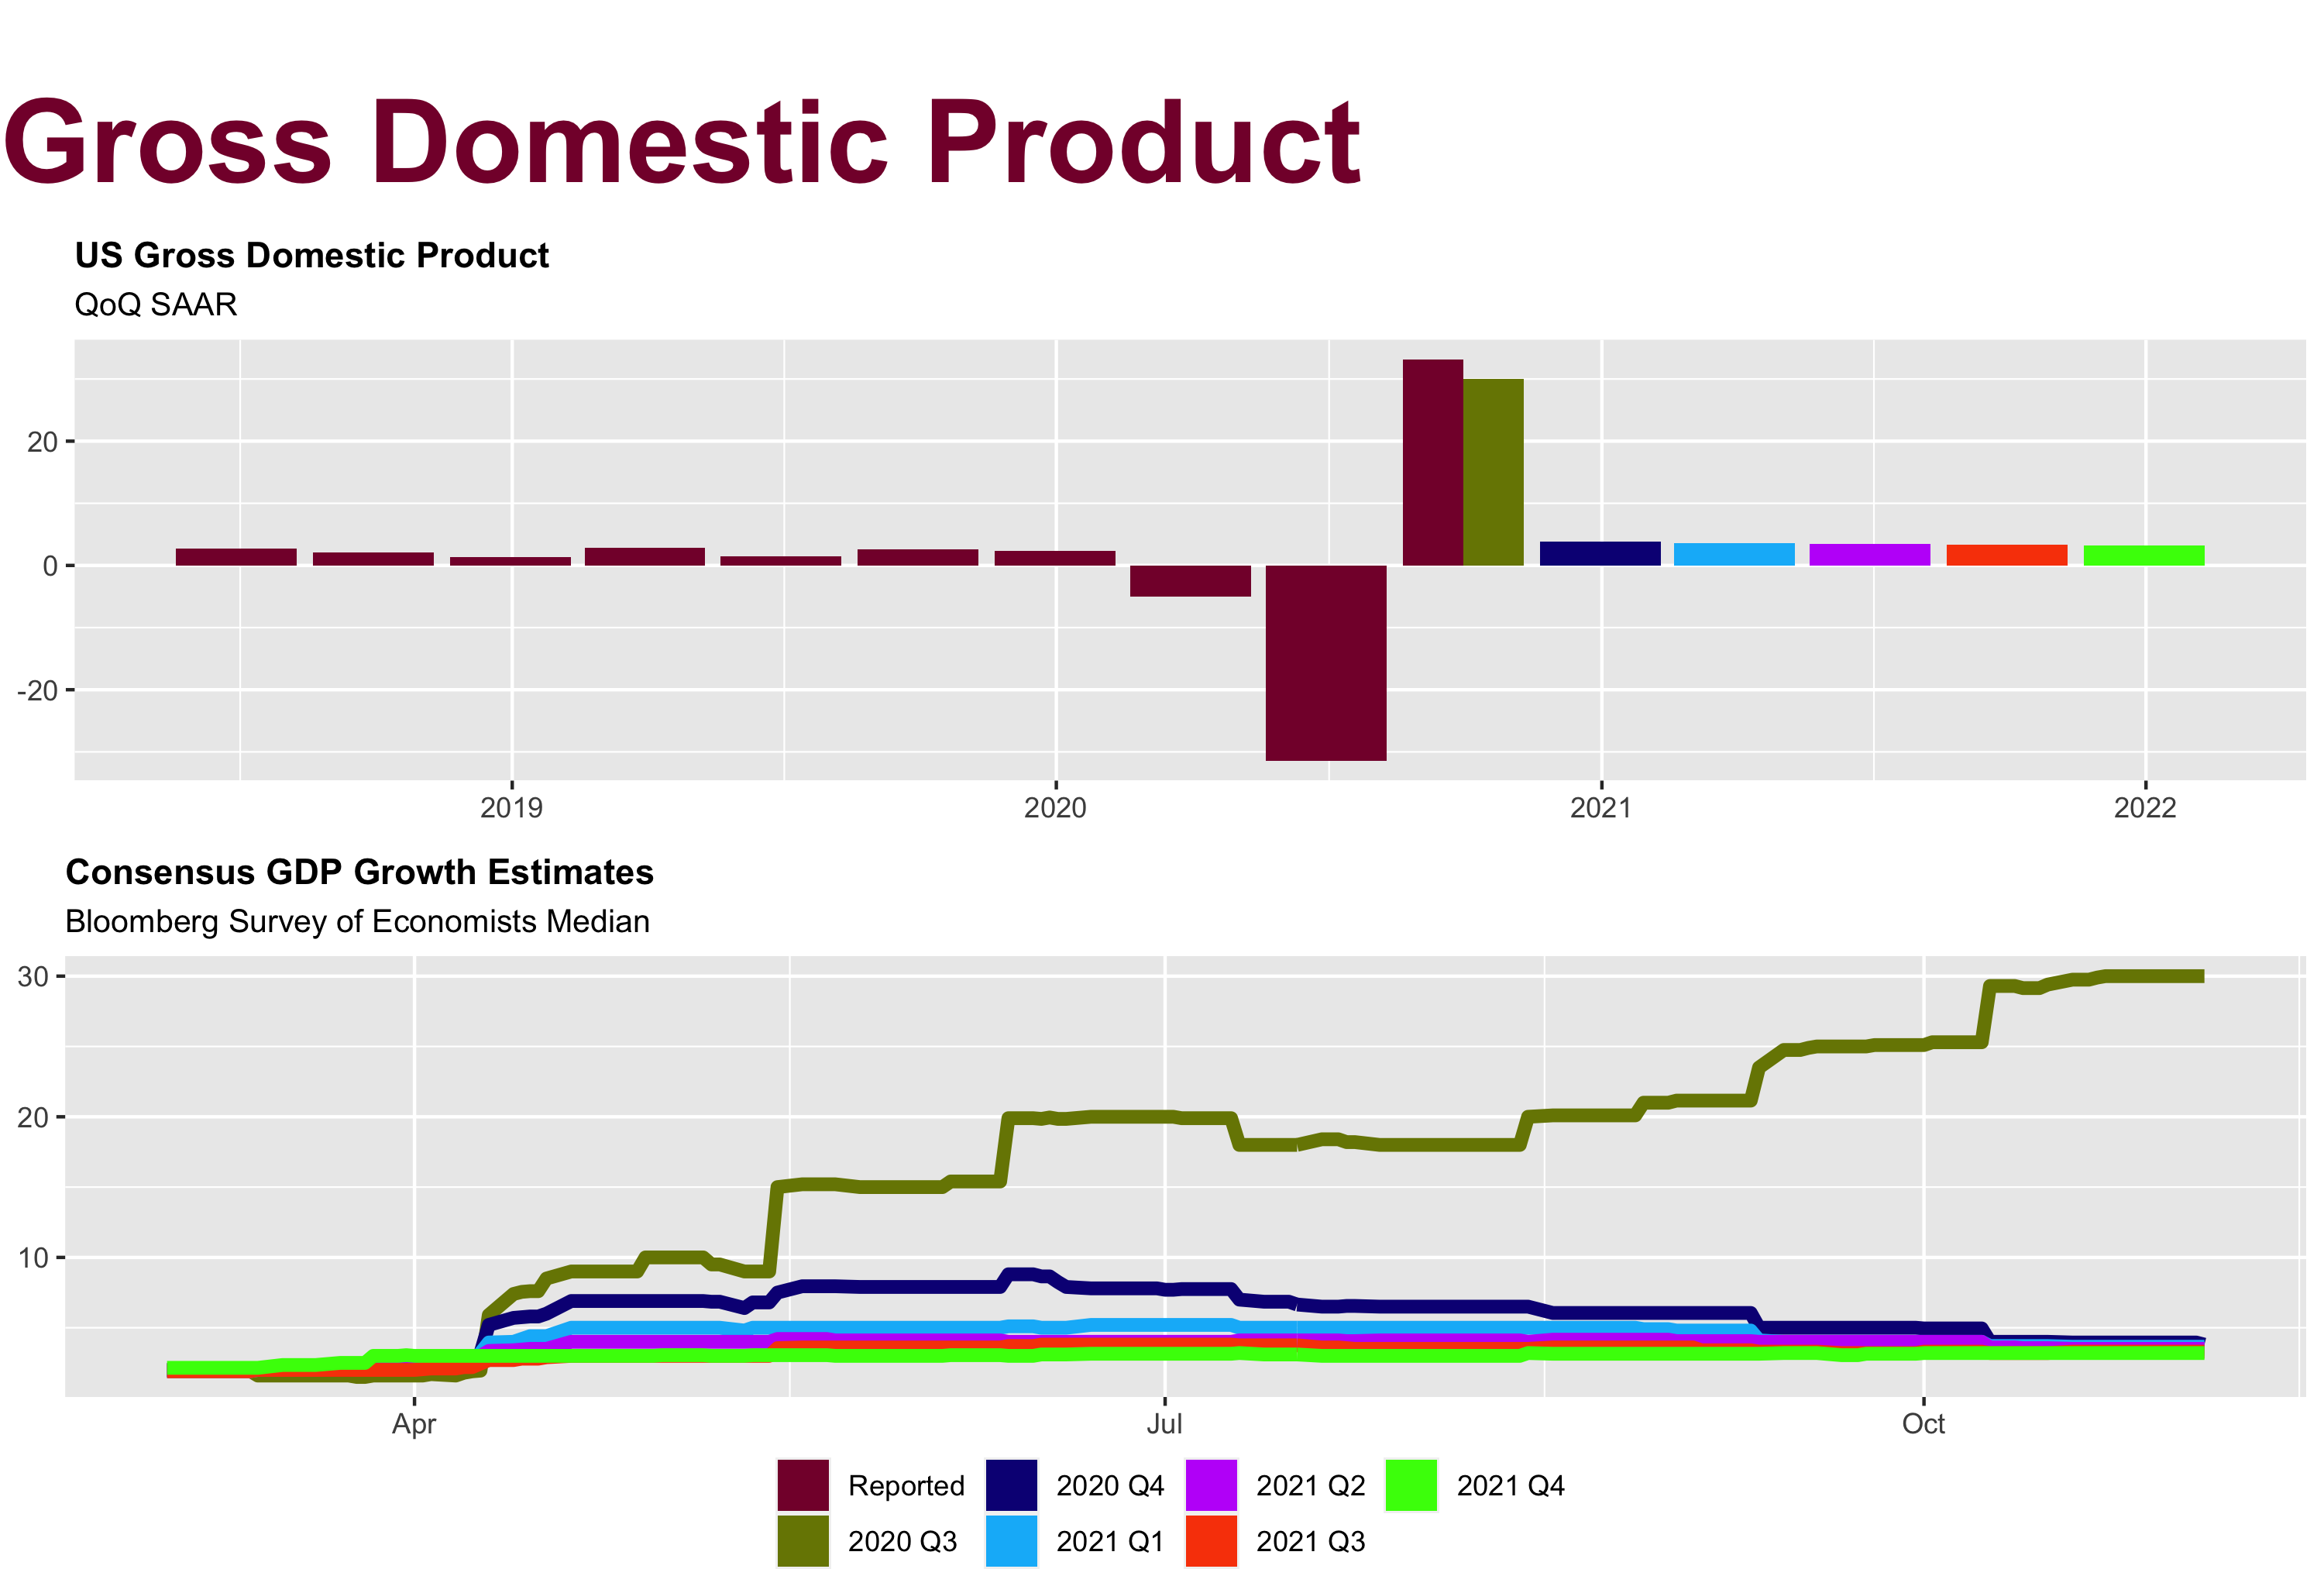 Gross Domestic Product
US Gross Domestic Product
QoQ SAAR
20
0
-20
2019 2020 2021 2022
Consensus GDP Growth Estimates
Bloomberg Survey of Economists Median
30
20
10
Apr Jul Oct
Reported 2020 Q4 2021 Q2 2021 Q4
2020 Q3 2021 Q1 2021 Q3